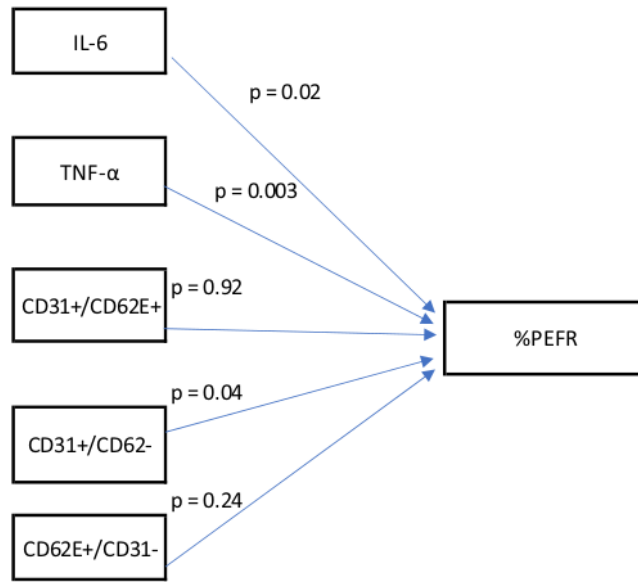 IL-6
p = 0.02
TNF-α
p = 0.003
CD31+/CD62E+
p = 0.92
%PEFR
p = 0.04
CD31+/CD62-
p = 0.24
CD62E+/CD31-